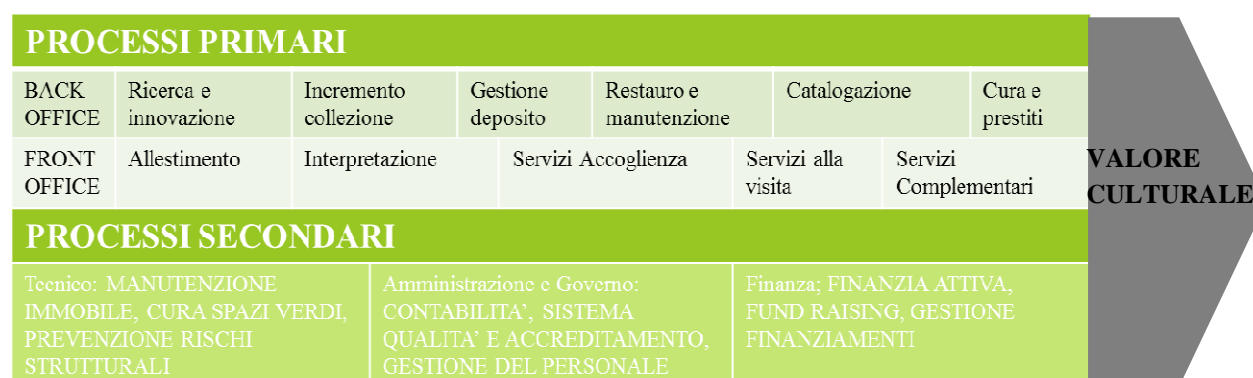 PROCESSI PRIMARI
BACK OFFICE Ricerca e innovazione Incremento collezione Gestione deposito Restauro e manutenzione Catalogazione Cura e prestiti
FRONT OFFICE Allestimento Interpretazione Servizi Accoglienza Servizi alla visita Servizi Complementari
VALORE CULTURALE
PROCESSI SECONDARI
Tecnico: MANUTENZIONE
IMMOBILE, CURA SPAZI VERDI,
PREVENZIONE RISCHI
STRUTTURALI
Amministrazione e Governo:
CONTABILITA', SISTEMA
QUALITA' E ACCREDITAMENTO,
GESTIONE DEL PERSONALE
Finanza; FINANZIA ATTIVA,
FUND RAISING, GESTIONE
FINANZIAMENTI